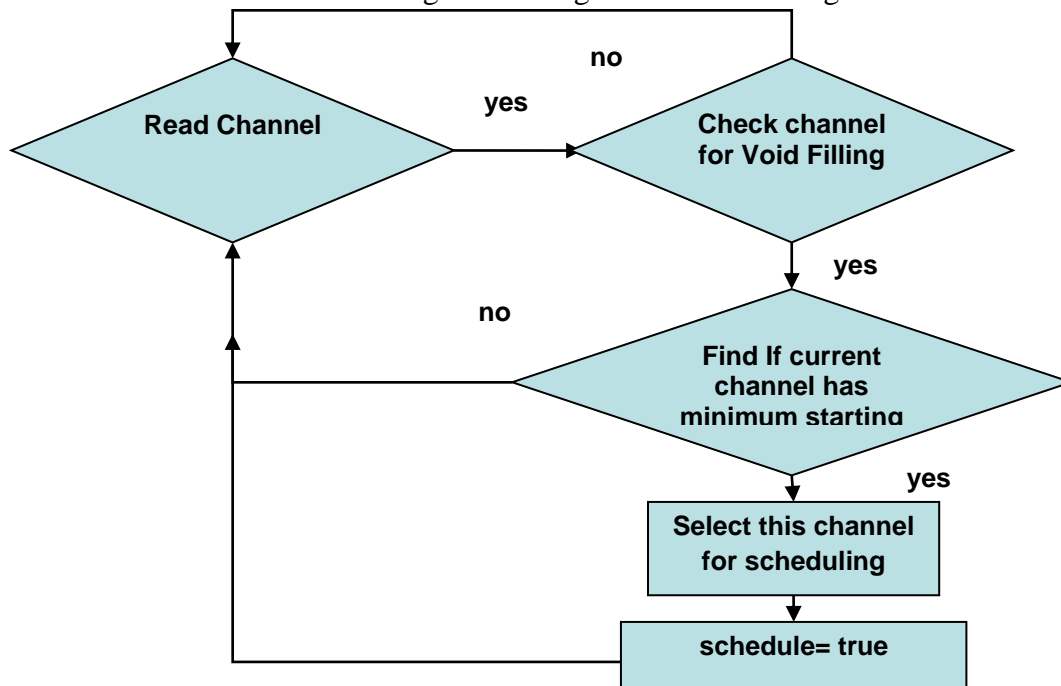 no
yes
Read Channel
Check channel
for Void Filling
yes
no
Find If current
channel has
minimum starting
yes
Select this channel
for scheduling
schedule= true